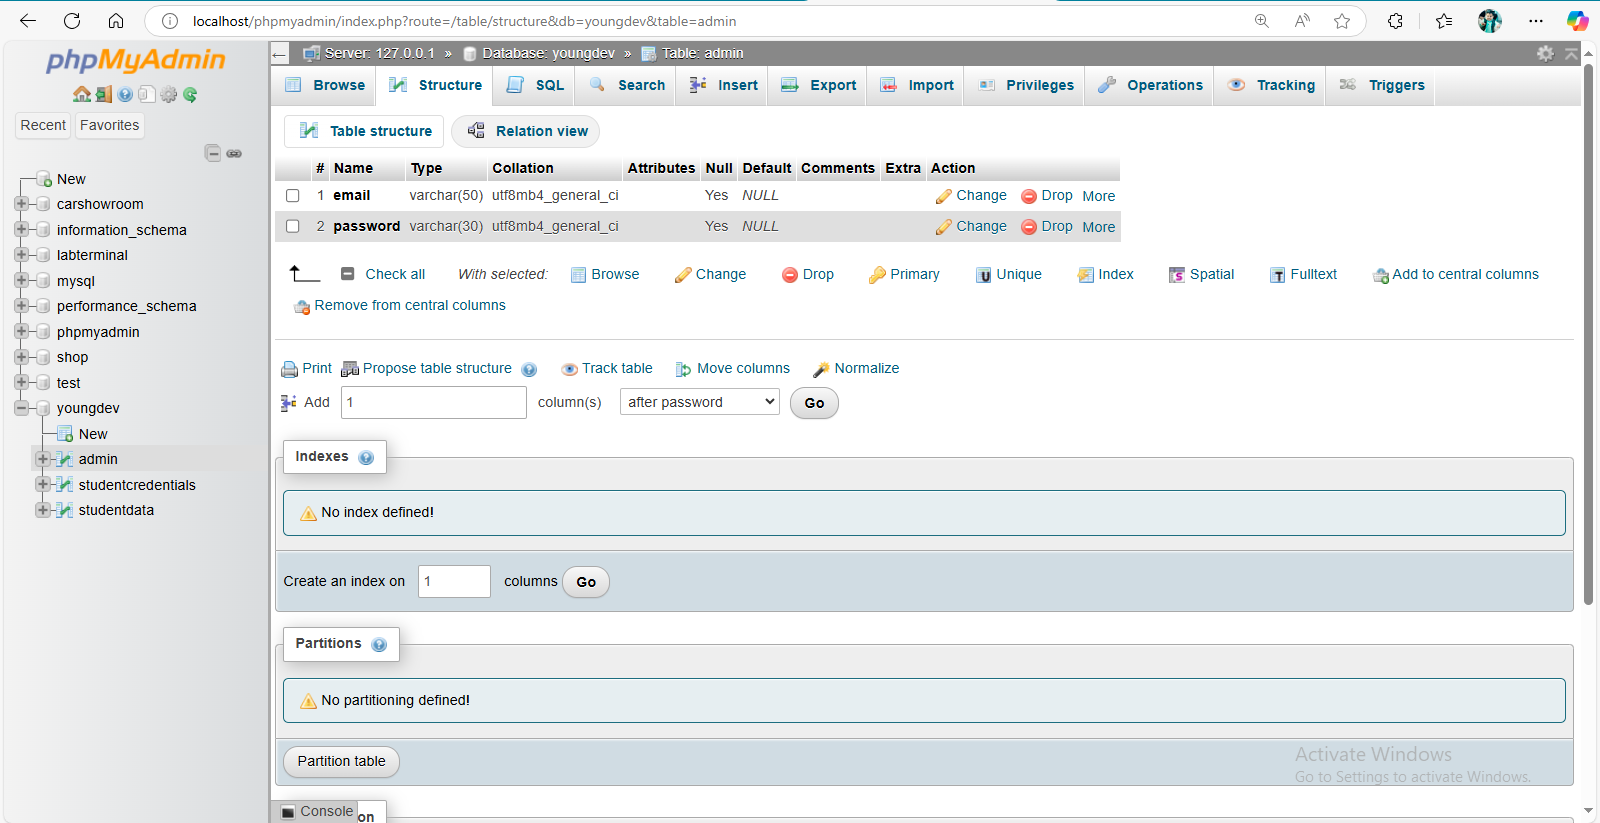 localhost/phpmyadmin/index.php?route=/table/structure&db=youngdev&table=admin
phpMyAdmin
Recent Favorites
New
carshowroom
information_schema
labterminal
mysql
performance_schema
phpmyadmin
shop
test
youngdev
New
admin
studentcredentials
studentdata
Server: 127.0.0.1 » Database: youngdev » Table: admin
Browse Structure SQL Search Insert Export Import Privileges Operations Tracking Triggers
Table structure Relation view
# Name Type Collation Attributes Null Default Comments Extra Action
1 email varchar(50) utf8mb4_general_ci Yes NULL Change Drop More
2 password varchar(30) utf8mb4_general_ci Yes NULL Change Drop More
Check all With selected: Browse Change Drop Primary Unique Index Spatial Fulltext Add to central columns
Remove from central columns
Print Propose table structure Track table Move columns Normalize
Add 1 column(s) after password Go
Indexes
No index defined!
Create an index on 1 columns Go
Partitions
No partitioning defined!
Partition table
Activate Windows
Go to Settings to activate Windows.
Console on